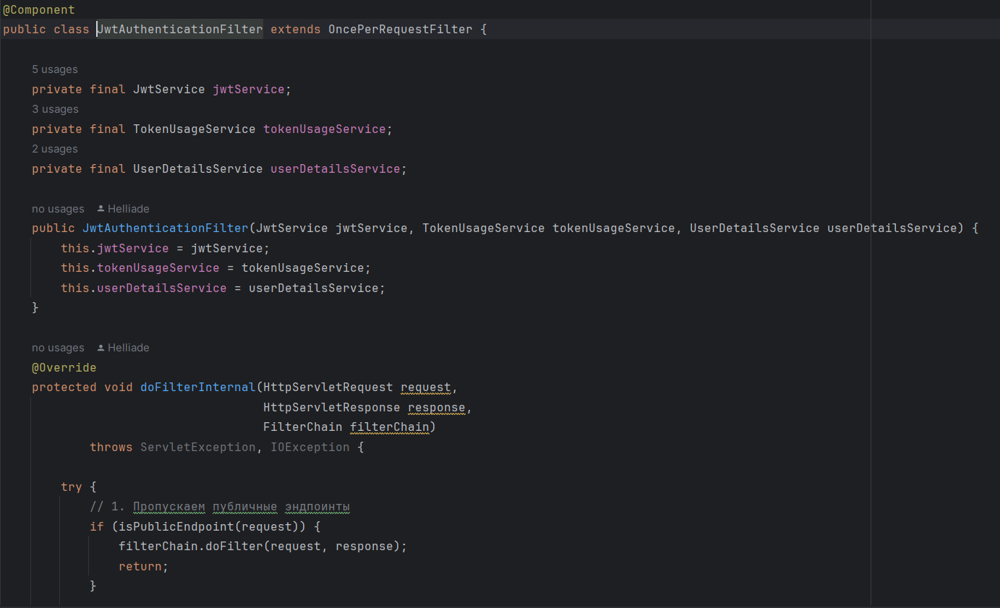 @Component
public class JwtAuthenticationFilter extends OncePerRequestFilter {
5 usages
private final JwtService jwtService;
3 usages
private final TokenUsageService tokenUsageService;
2 usages
private final UserDetailsService userDetailsService;
no usages Helliade
public JwtAuthenticationFilter(JwtService jwtService, TokenUsageService tokenUsageService, UserDetailsService userDetailsService) {
this.jwtService = jwtService;
this.tokenUsageService = tokenUsageService;
this.userDetailsService = userDetailsService;
}
no usages Helliade
@Override
protected void doFilterInternal(HttpServletRequest request,
HttpServletResponse response,
FilterChain filterChain)
throws ServletException, IOException {
try {
// 1. Пропускаем публичные эндпоинты
if (isPublicEndpoint(request)) {
filterChain.doFilter(request, response);
return;
}